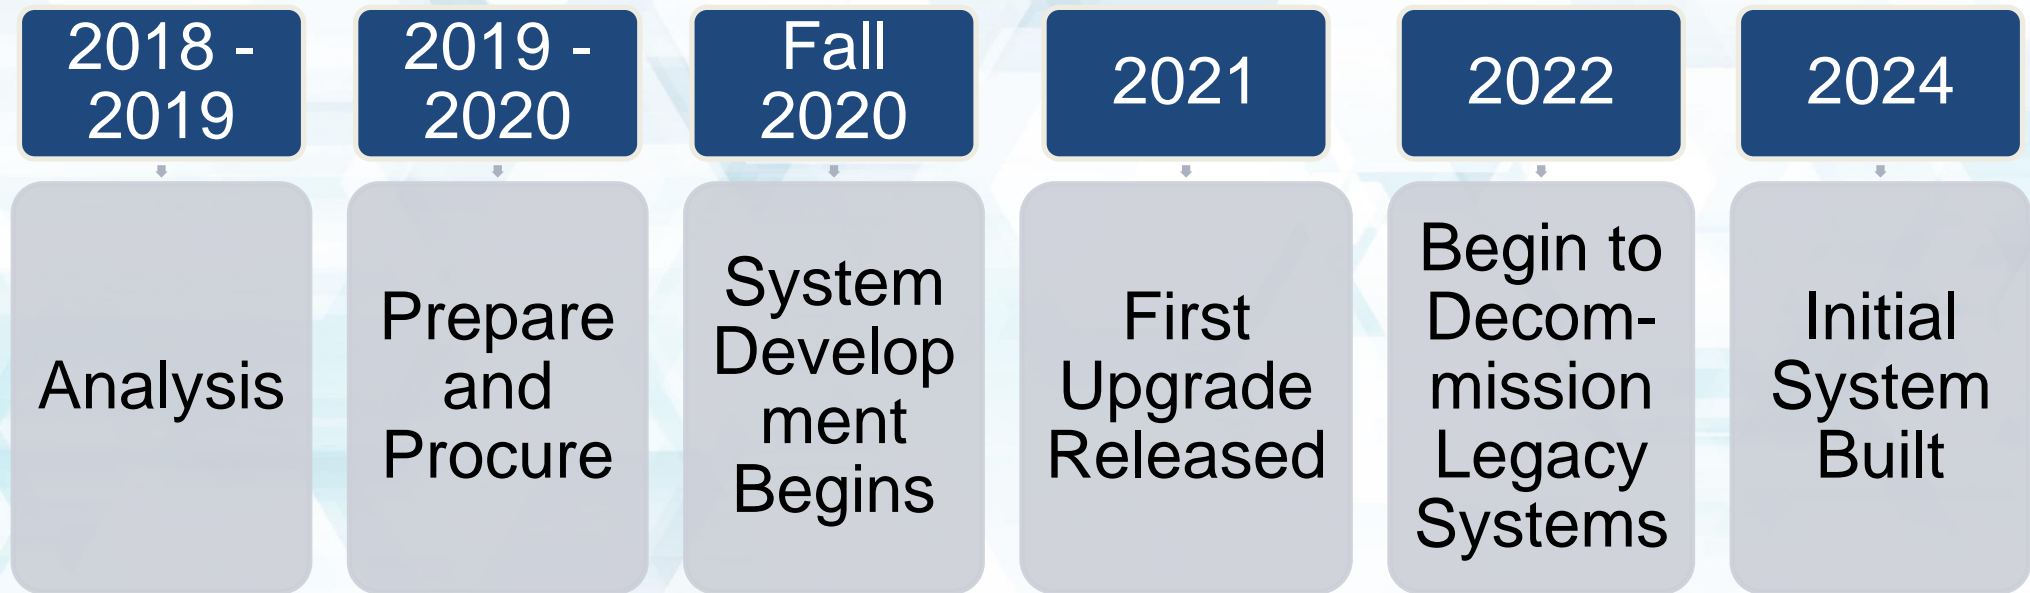 2018 -
2019
Analysis
2019 -
2020
Prepare
and
Procure
Fall
2020
System
Develop
ment
Begins
2021
First
Upgrade
Released
2022
Begin to
Decom-
mission
Legacy
Systems
2024
Initial
System
Built